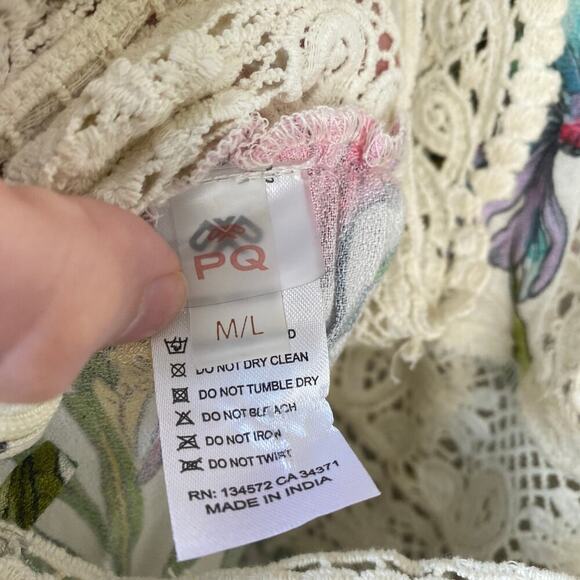 PQ
M/L
DO NOT DRY CLEAN
DO NOT TUMBLE DRY
DO NOT BLEACH
DO NOT IRON
DO NOT TWIST
RN: 134572 CA 34371
MADE IN INDIA